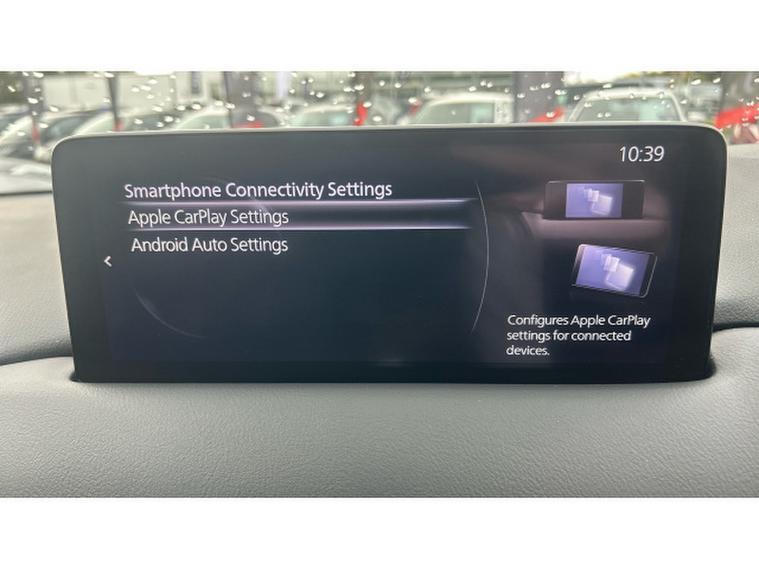 10:39
Smartphone Connectivity Settings
Apple CarPlay Settings
Android Auto Settings
Configures Apple CarPlay
settings for connected
devices.